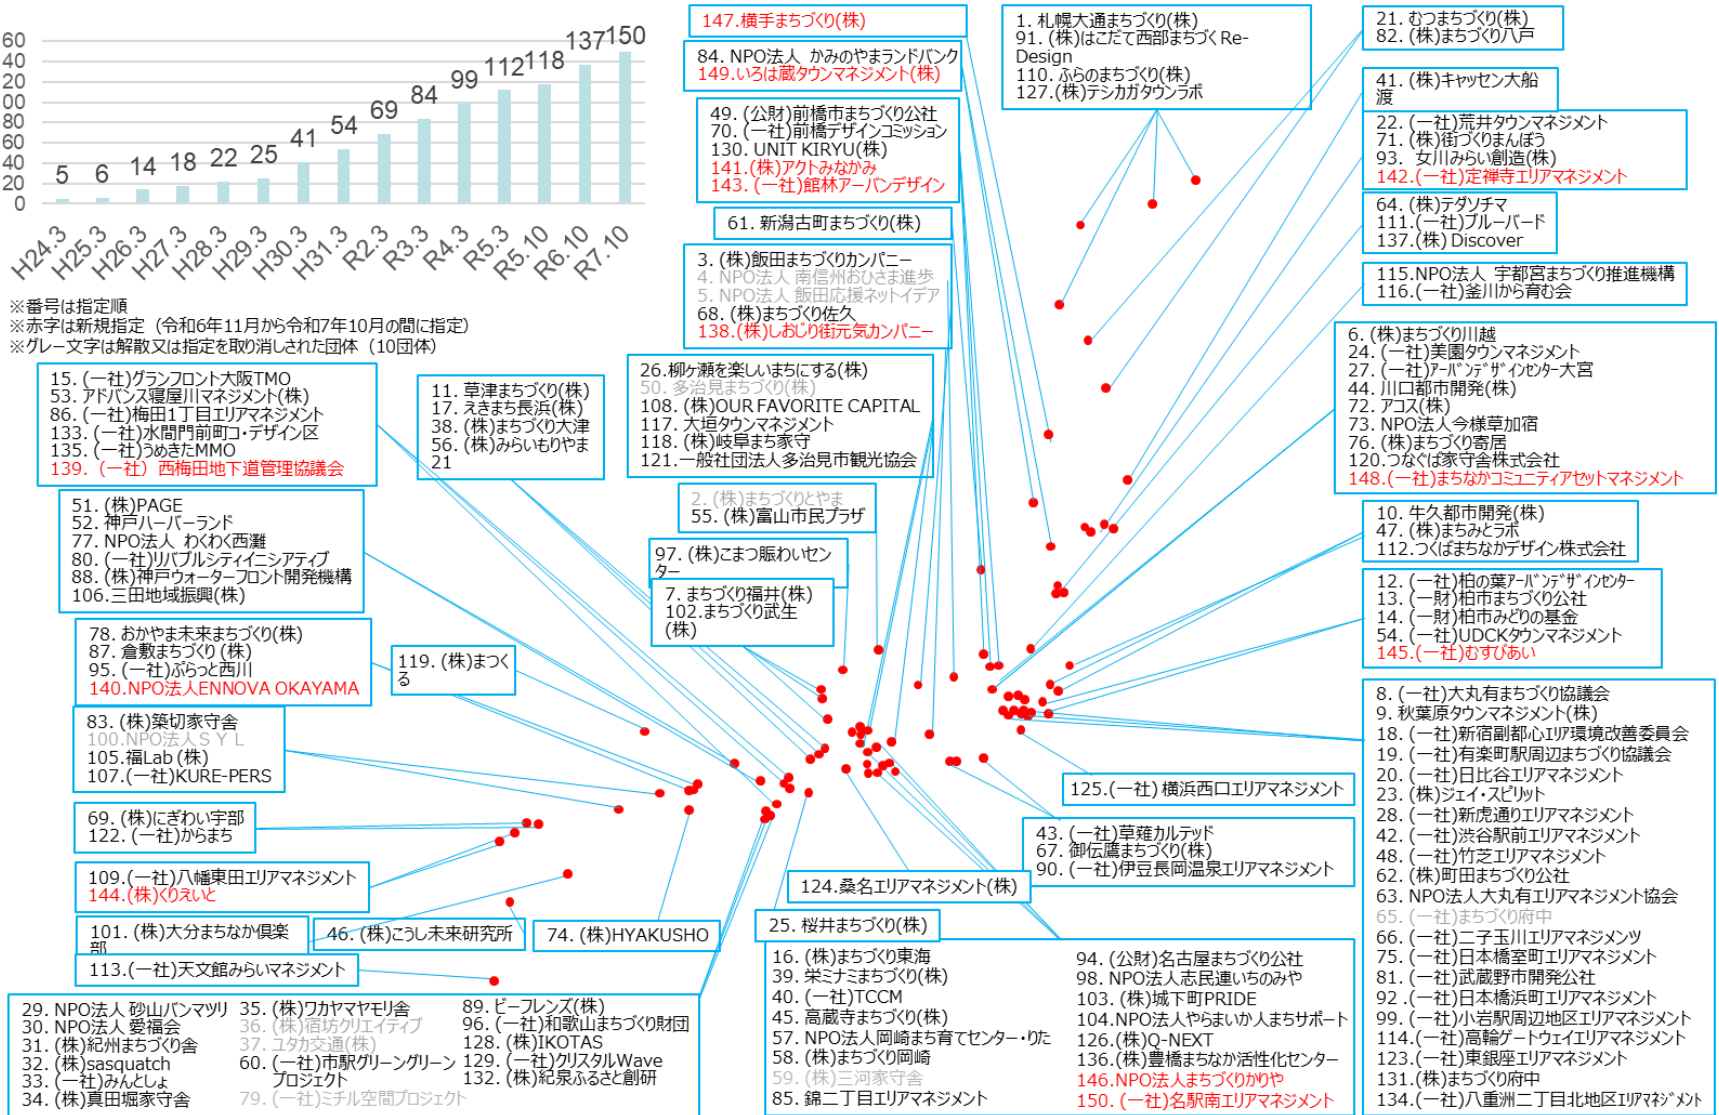 60
40
20
00
80
60
40
20
0
5
6
14
18
22
25
41
54
69
84
99
112
118
137
150
H24.3
H25.3
H26.3
H27.3
H28.3
H29.3
H30.3
H31.3
R2.3
R3.3
R4.3
R5.3
R5.10
R6.10
R7.10
※番号は指定順
※赤字は新規指定（令和6年11月から令和7年10月の間に指定）
※グレー文字は解散又は指定を取り消しされた団体（10団体）
147.横手まちづくり(株)
84. NPO法人 かみのやまランドバンク
149.いろは蔵タウンマネジメント(株)
49. (公財)前橋市まちづくり公社
70. (一社)前橋デザインコミッション
130. UNIT KIRYU(株)
141.(株)アクトみなかみ
143. (一社)館林アーバンデザイン
61. 新潟古町まちづくり(株)
3. (株)飯田まちづくりカンパニー
4. NPO法人 南信州おひさま進歩
5. NPO法人 飯田応援ネットイデア
68. (株)まちづくり佐久
138.(株)しおじり街元気カンパニー
26.柳ヶ瀬を楽しいまちにする(株)
50. 多治見まちづくり(株)
108. (株)OUR FAVORITE CAPITAL
117. 大垣タウンマネジメント
118. (株)岐阜まち家守
121.一般社団法人多治見市観光協会
2. (株)まちづくりとやま
55. (株)富山市民プラザ
97. (株)こまつ賑わいセン
ター
7. まちづくり福井(株)
102.まちづくり武生
(株)
1. 札幌大通まちづくり(株)
91. (株)はこだて西部まちづくRe-
Design
110. ふらのまちづくり(株)
127.(株)テシカガタウンラボ
21. むつまちづくり(株)
82. (株)まちづくり八戸
41. (株)キャッセン大船
渡
22. (一社)荒井タウンマネジメント
71. (株)街づくりまんぼう
93. 女川みらい創造(株)
142.(一社)定禅寺エリアマネジメント
64. (株)テダソチマ
111.(一社)ブルーバード
137.(株) Discover
115.NPO法人 宇都宮まちづくり推進機構
116.(一社)釜川から育む会
6. (株)まちづくり川越
24. (一社)美園タウンマネジメント
27. (一社)アーバンデザインセンター大宮
44. 川口都市開発(株)
72. アコス(株)
73. NPO法人今様草加宿
76. (株)まちづくり寄居
120.つなぐば家守舎株式会社
148.(一社)まちなかコミュニティアセットマネジメント
10. 牛久都市開発(株)
47. (株)まちみとラボ
112.つくばまちなかデザイン株式会社
12. (一社)柏の葉アーバンデザインセンター
13. (一財)柏市まちづくり公社
14. (一財)柏市みどりの基金
54. (一社)UDCKタウンマネジメント
145.(一社)むすびあい
8. (一社)大丸有まちづくり協議会
9. 秋葉原タウンマネジメント(株)
18. (一社)新宿副都心エリア環境改善委員会
19. (一社)有楽町駅周辺まちづくり協議会
20. (一社)日比谷エリアマネジメント
23. (株)ジェイ・スピリット
28. (一社)新虎通りエリアマネジメント
42. (一社)渋谷駅前エリアマネジメント
48. (一社)竹芝エリアマネジメント
62. (株)町田まちづくり公社
63. NPO法人大丸有エリアマネジメント協会
65. (一社)まちづくり府中
66. (一社)二子玉川エリアマネジメンツ
75. (一社)日本橋室町エリアマネジメント
81. (一社)武蔵野市開発公社
92. (一社)日本橋浜町エリアマネジメント
99. (一社)小岩駅周辺地区エリアマネジメント
114.(一社)高輪ゲートウェイエリアマネジメント
123.(一社)東銀座エリアマネジメント
131.(株)まちづくり府中
134.(一社)八重洲二丁目北地区エリアマネジメント
15. (一社)グランフロント大阪TMO
53. アドバンス寝屋川マネジメント(株)
86. (一社)梅田1丁目エリアマネジメント
133. (一社)水間門前町コ・デザイン区
135. (一社)うめきたMMO
139. (一社) 西梅田地下道管理協議会
11. 草津まちづくり(株)
17. えきまち長浜(株)
38. (株)まちづくり大津
56. (株)みらいもりやま
21
51. (株)PAGE
52. 神戸ハーバーランド
77. NPO法人 わくわく西灘
80. (一社)リバブルシティイニシアティブ
88. (株)神戸ウォーターフロント開発機構
106. 三田地域振興(株)
78. おかやま未来まちづくり(株)
87. 倉敷まちづくり(株)
95. (一社)ぶらっと西川
140.NPO法人ENNOVA OKAYAMA
119. (株)まつく
る
83. (株)築切家守舎
100.NPO法人ＳＹＬ
105.福Lab (株)
107.(一社)KURE-PERS
69. (株)にぎわい宇部
122. (一社)からまち
109.(一社)八幡東田エリアマネジメント
144.(株)くりえいと
101. (株)大分まちなか倶楽
部
46. (株)こうし未来研究所
74. (株)HYAKUSHO
113.(一社)天文館みらいマネジメント
125.(一社) 横浜西口エリアマネジメント
43. (一社)草薙カルテッド
67. 御伝鷹まちづくり(株)
90. (一社)伊豆長岡温泉エリアマネジメント
124.桑名エリアマネジメント(株)
25. 桜井まちづくり(株)
16. (株)まちづくり東海
39. 栄ミナミまちづくり(株)
40. (一社)TCCM
45. 高蔵寺まちづくり(株)
57. NPO法人岡崎まち育てセンター・りた
58. (株)まちづくり岡崎
59. (株)三河家守舎
85. 錦二丁目エリアマネジメント
94. (公財)名古屋まちづくり公社
98. NPO法人志民連いちのみや
103. (株)城下町PRIDE
104.NPO法人やらまいか人まちサポート
126.(株)Q-NEXT
136.(株)豊橋まちなか活性化センター
146.NPO法人まちづくりかりや
150. (一社)名駅南エリアマネジメント
29. NPO法人 砂山バンマツリ
30. NPO法人 愛福会
31. (株)紀州まちづくり舎
32. (株)sasquatch
33. (一社)みんとしょ
34. (株)真田堀家守舎
35. (株)ワカヤマヤモリ舎
36. (株)宿坊クリエイティブ
37. ユタカ交通(株)
60. (一社)市駅グリーングリーン
プロジェクト
79. (一社)ミチル空間プロジェクト
89. ビーフレンズ(株)
96. (一社)和歌山まちづくり財団
128. (株)IKOTAS
129. (一社)クリスタルWave
132. (株)紀泉ふるさと創研